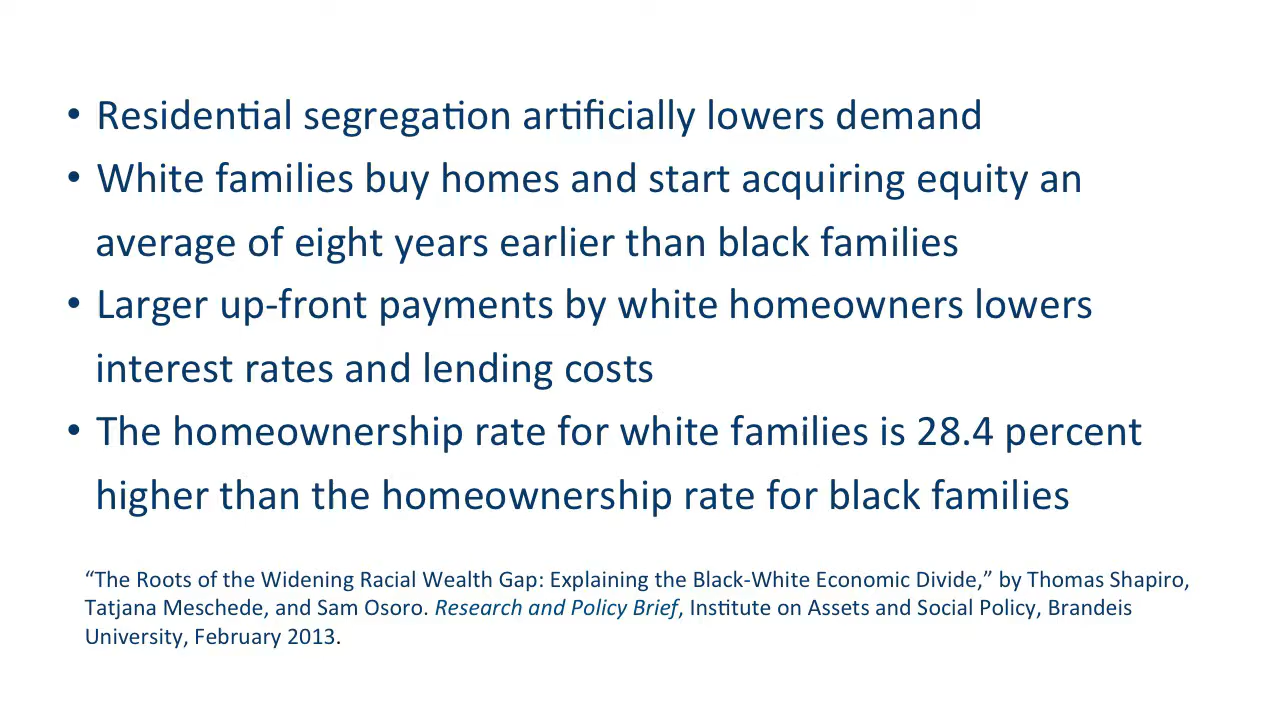 • Residential segregation artificially lowers demand
• White families buy homes and start acquiring equity an
average of eight years earlier than black families
• Larger up-front payments by white homeowners lowers
interest rates and lending costs
• The homeownership rate for white families is 28.4 percent
higher than the homeownership rate for black families
“The Roots of the Widening Racial Wealth Gap: Explaining the Black-White Economic Divide,” by Thomas Shapiro,
Tatjana Meschede, and Sam Osoro. Research and Policy Brief, Institute on Assets and Social Policy, Brandeis
University, February 2013.